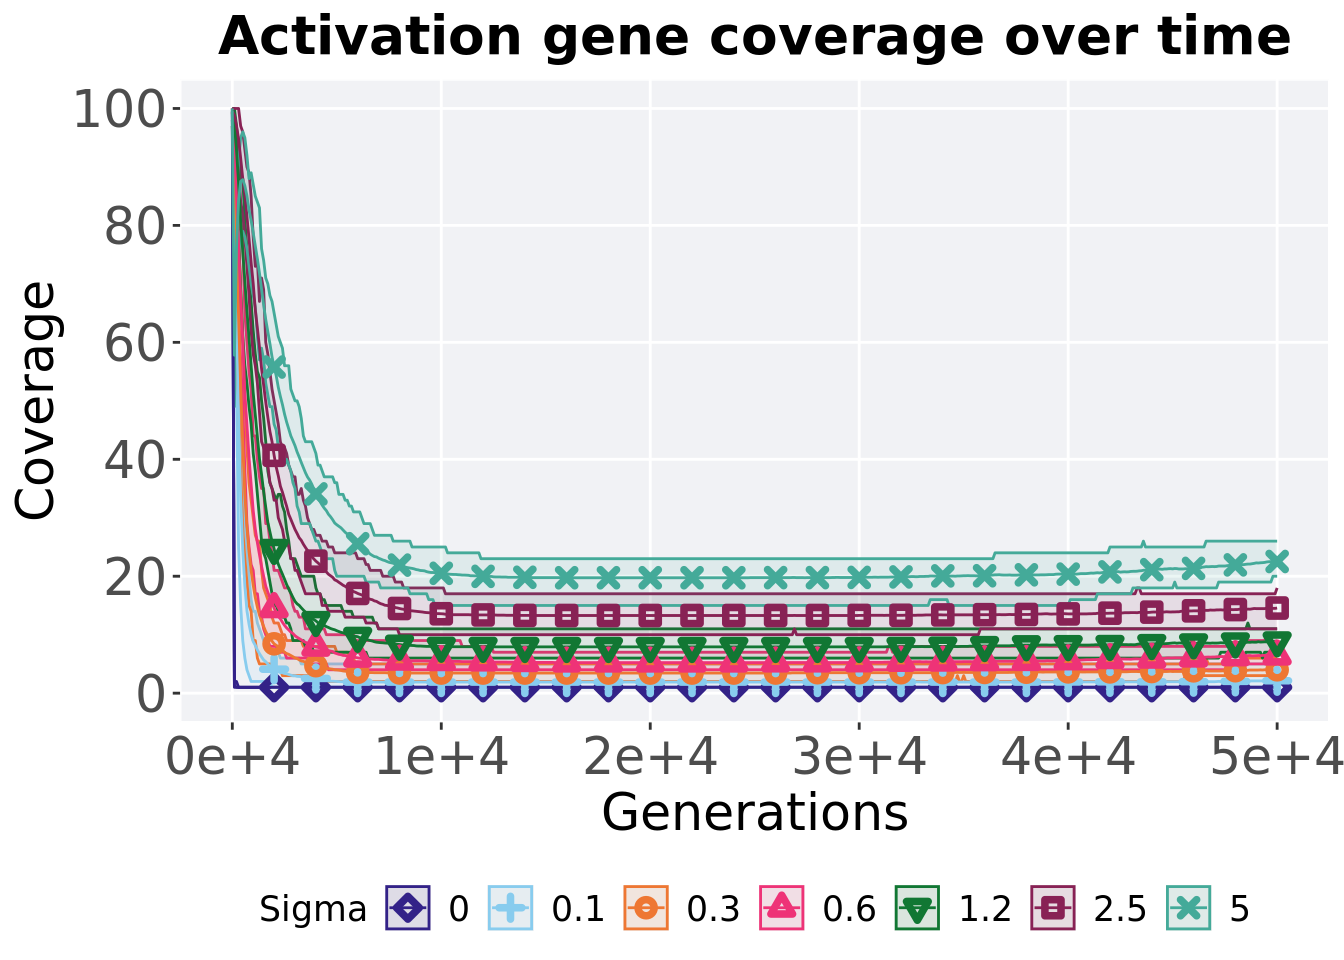 Activation gene coverage over time
100
80
60
40
20
0
Coverage
0e+4 1e+4 2e+4 3e+4 4e+4 5e+4
Generations
Sigma 0 0.1 0.3 0.6 1.2 2.5 5